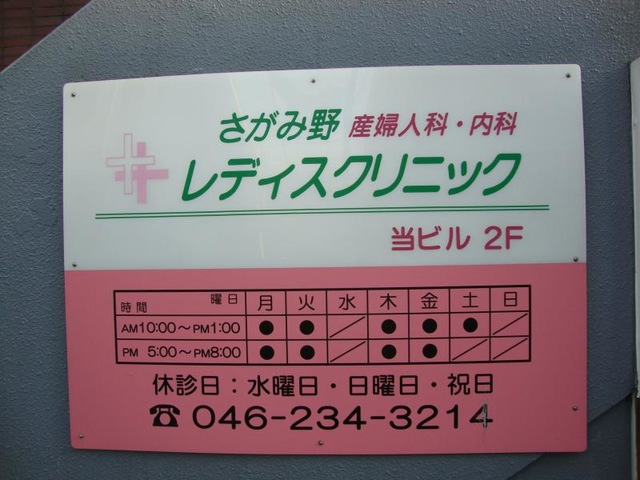 さがみ野 産婦人科・内科
レディスクリニック
当ビル 2F
時間 曜日 月 火 水 木 金 土 日
AM10:00〜PM1:00 ● ● ／ ● ● ● ／
PM 5:00〜PM8:00 ● ● ／ ● ● ／ ／
休診日：水曜日・日曜日・祝日
☎ 046-234-3214